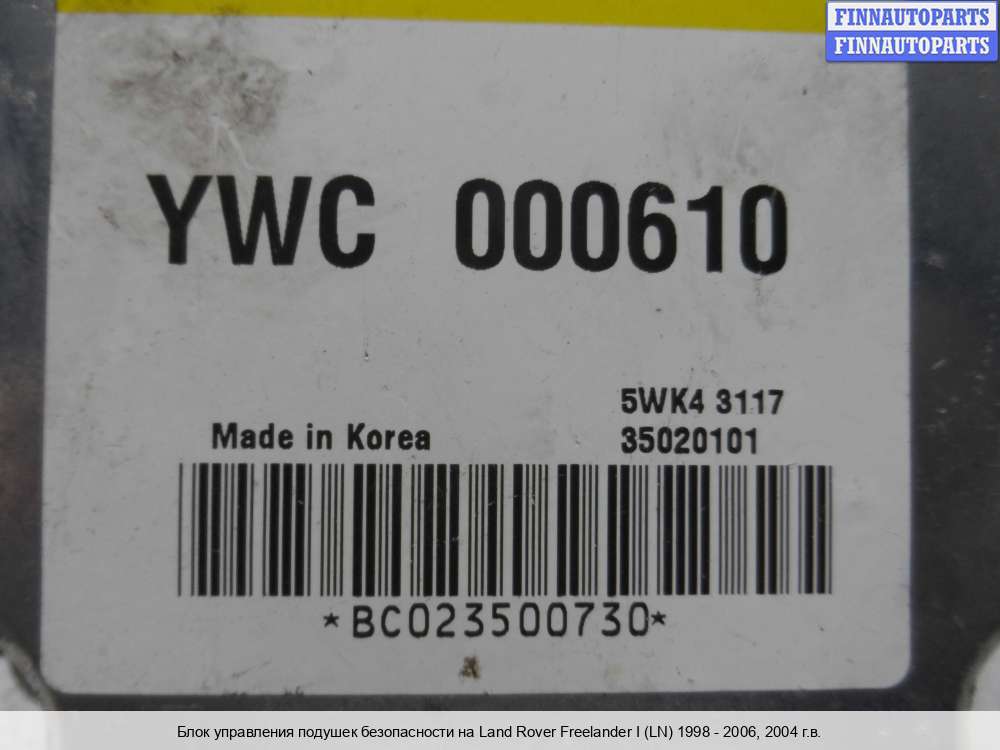 FINNAUTOPARTS
FINNAUTOPARTS
YWC 000610
5WK4 3117
Made in Korea 35020101
*BC023500730*
Блок управления подушек безопасности на Land Rover Freelander I (LN) 1998 - 2006, 2004 г.в.